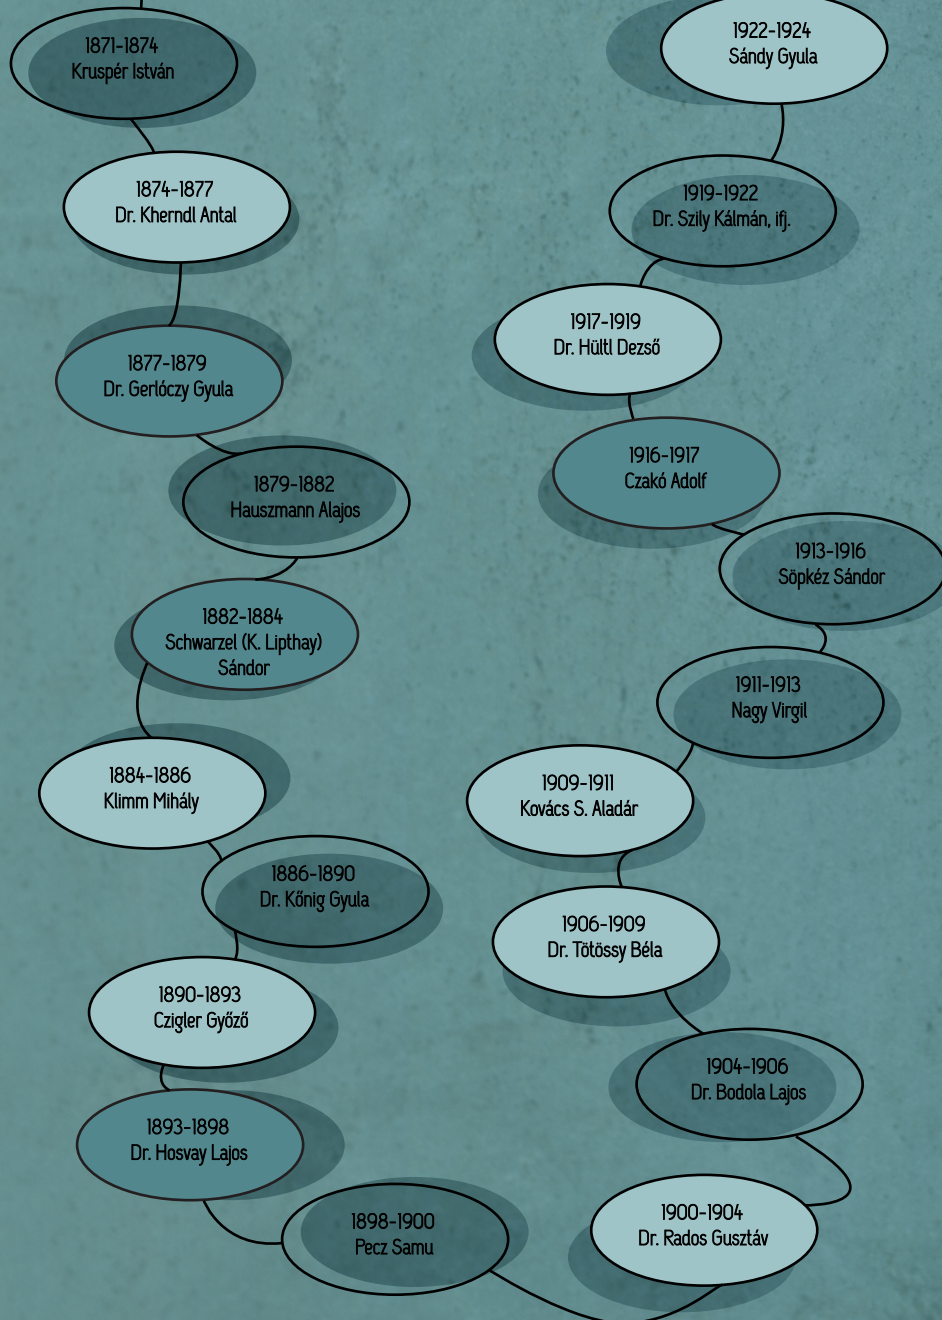 1871-1874
Kruspér István
1874-1877
Dr. Kherndl Antal
1877-1879
Dr. Gerlóczy Gyula
1879-1882
Hauszmann Alajos
1882-1884
Schwarzel (K. Lipthay)
Sándor
1884-1886
Klimm Mihály
1886-1890
Dr. Kőnig Gyula
1890-1893
Czigler Győző
1893-1898
Dr. Hosvay Lajos
1898-1900
Pecz Samu
1900-1904
Dr. Rados Gusztáv
1904-1906
Dr. Bodola Lajos
1906-1909
Dr. Tötössy Béla
1909-1911
Kovács S. Aladár
1911-1913
Nagy Virgil
1913-1916
Söpkéz Sándor
1916-1917
Czakó Adolf
1917-1919
Dr. Hültl Dezső
1919-1922
Dr. Szily Kálmán, ifj.
1922-1924
Sándy Gyula